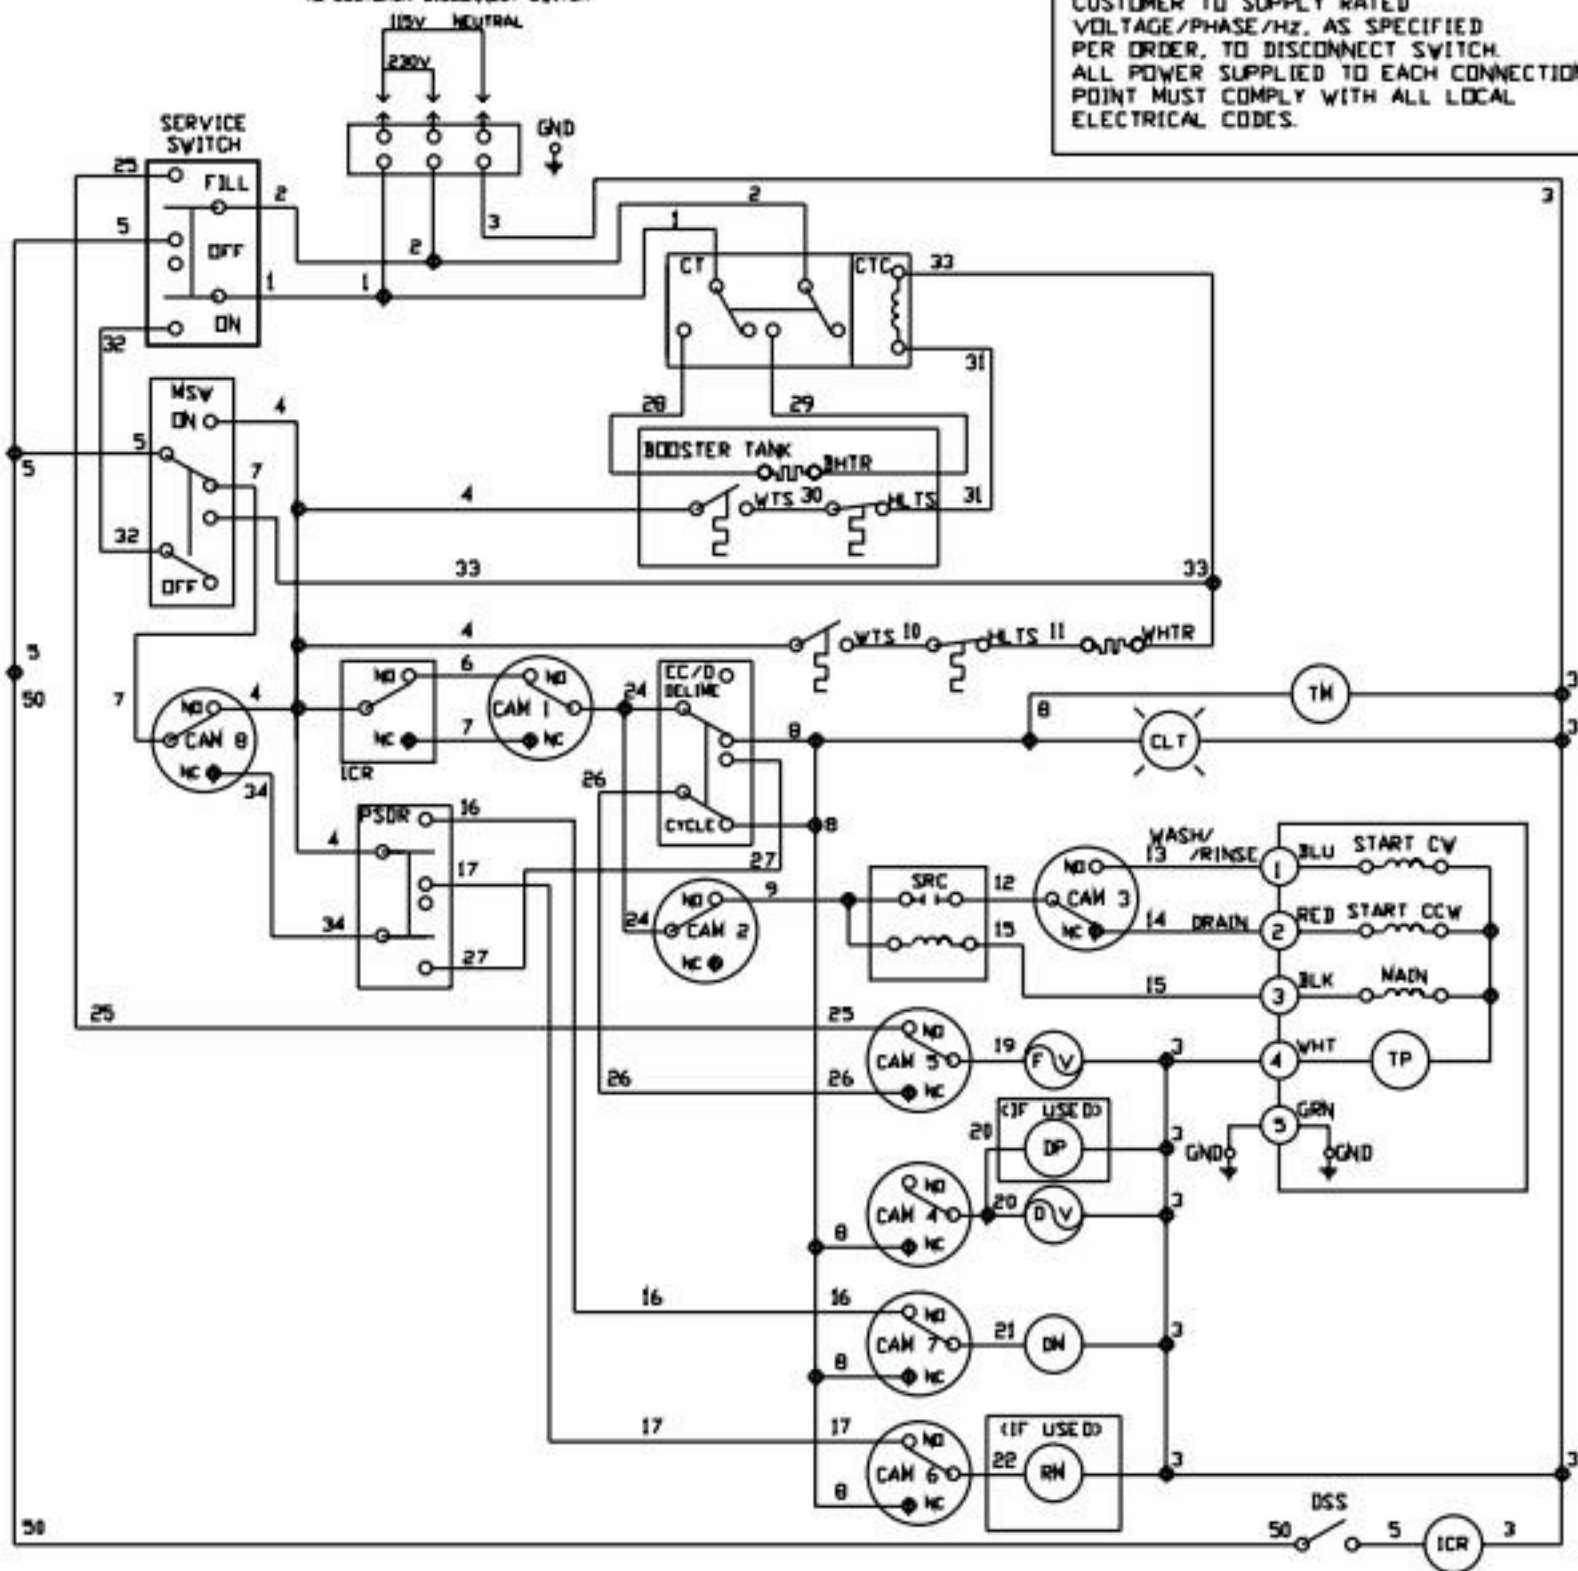 115V NEUTRAL
230V
CUSTOMER TO SUPPLY RATED
VOLTAGE/PHASE/HZ, AS SPECIFIED
PER ORDER, TO DISCONNECT SWITCH.
ALL POWER SUPPLIED TO EACH CONNECTION
POINT MUST COMPLY WITH ALL LOCAL
ELECTRICAL CODES.
SERVICE
SWITCH
GND
25 FILL 2 3 2 3
5 OFF 2 1
1 1 CT CTC 33
ON
32 31
MSW
ON 4 28 29
5 5 7 BOOSTER TANK BHTR
4 WTS 30 HLTS 31
32
OFF 33 33
4 WTS 10 HLTS 11 WHTR
5
50 7 4 NO 6 NO 24 EC/D
DELIME
NO CAM 1 8 TM 3
CAM 8 NC 7 NC 8 CLT 3
NC ICR
34 26
PSDR 16 CYCLE 8
4 17 27 WASH/
13 /RINSE 1 BLU START CW
NO 9 SRC 12 NO CAM 3
34 24 CAM 2 15 NC 14 DRAIN 2 RED START CCW
27 NC
15 3 BLK MAIN
25 25 NO
CAM 5 19 F V 3 4 WHT TP
26 26 NC
(IF USED) 5 GRN
20 DP 3 GND GND
NO
CAM 4 20 D V 3
8 NC
16 16 NO
CAM 7 21 DM 3
8 NC
17 17 NO (IF USED)
CAM 6 22 RM 3 3
8 NC
DSS
50 50 5 ICR 3